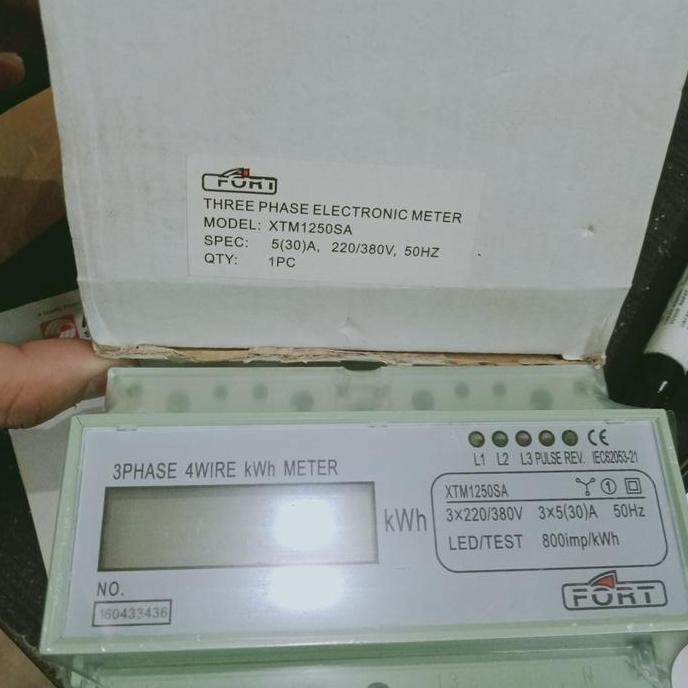 FORT
THREE PHASE ELECTRONIC METER
MODEL: XTM1250SA
SPEC: 5(30)A, 220/380V, 50HZ
QTY: 1PC
3PHASE 4WIRE kWh METER
L1 L2 L3 PULSE REV. IEC62053-21
CE
kWh
XTM1250SA 1
3×220/380V 3×5(30)A 50Hz
LED/TEST 800imp/kWh
NO.
160433436
FORT